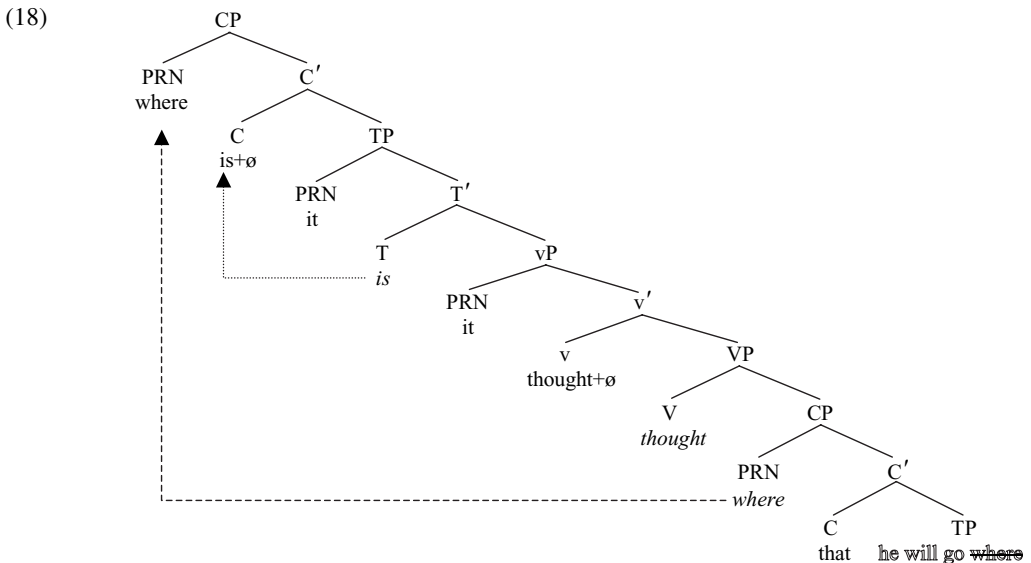 (18)
CP
PRN C′
where
C TP
is+ø
PRN T′
it
T vP
is
PRN v′
it
v VP
thought+ø
V CP
thought
PRN C′
where
C TP
that he will go where